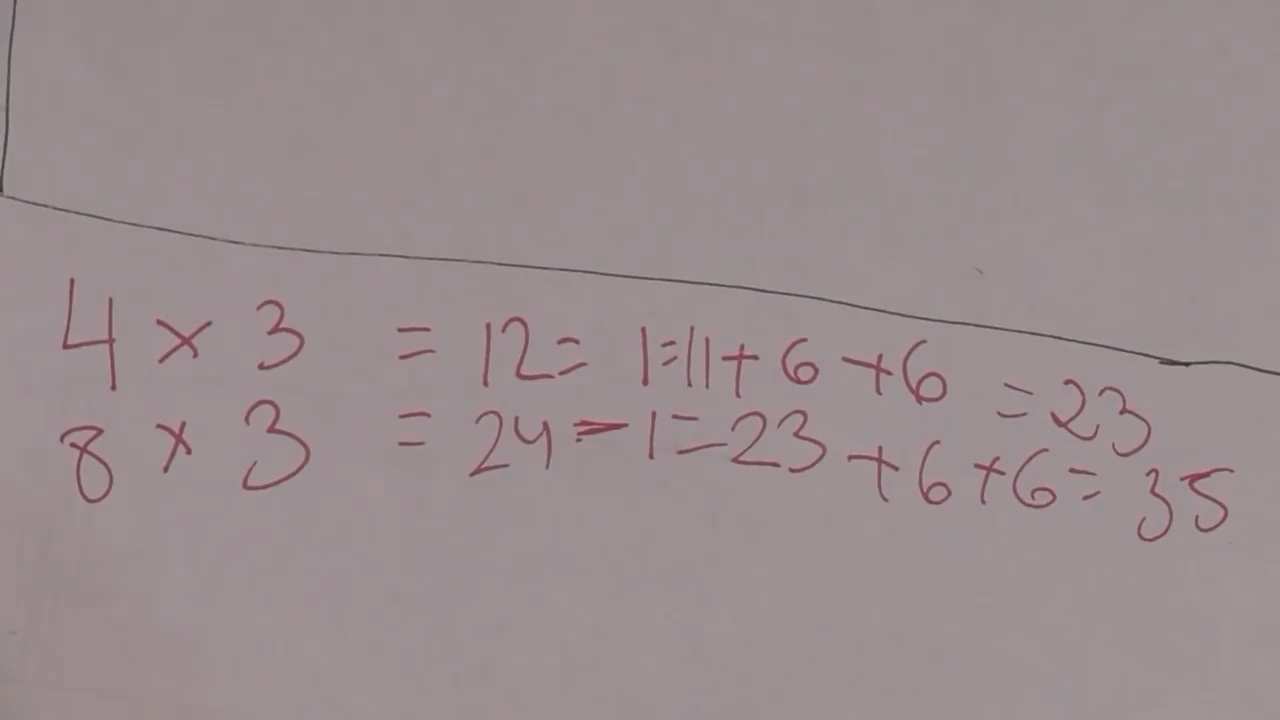 4 × 3 = 12 = 1 = 11 + 6 + 6 = 23
8 × 3 = 24 - 1 = 23 + 6 + 6 = 35